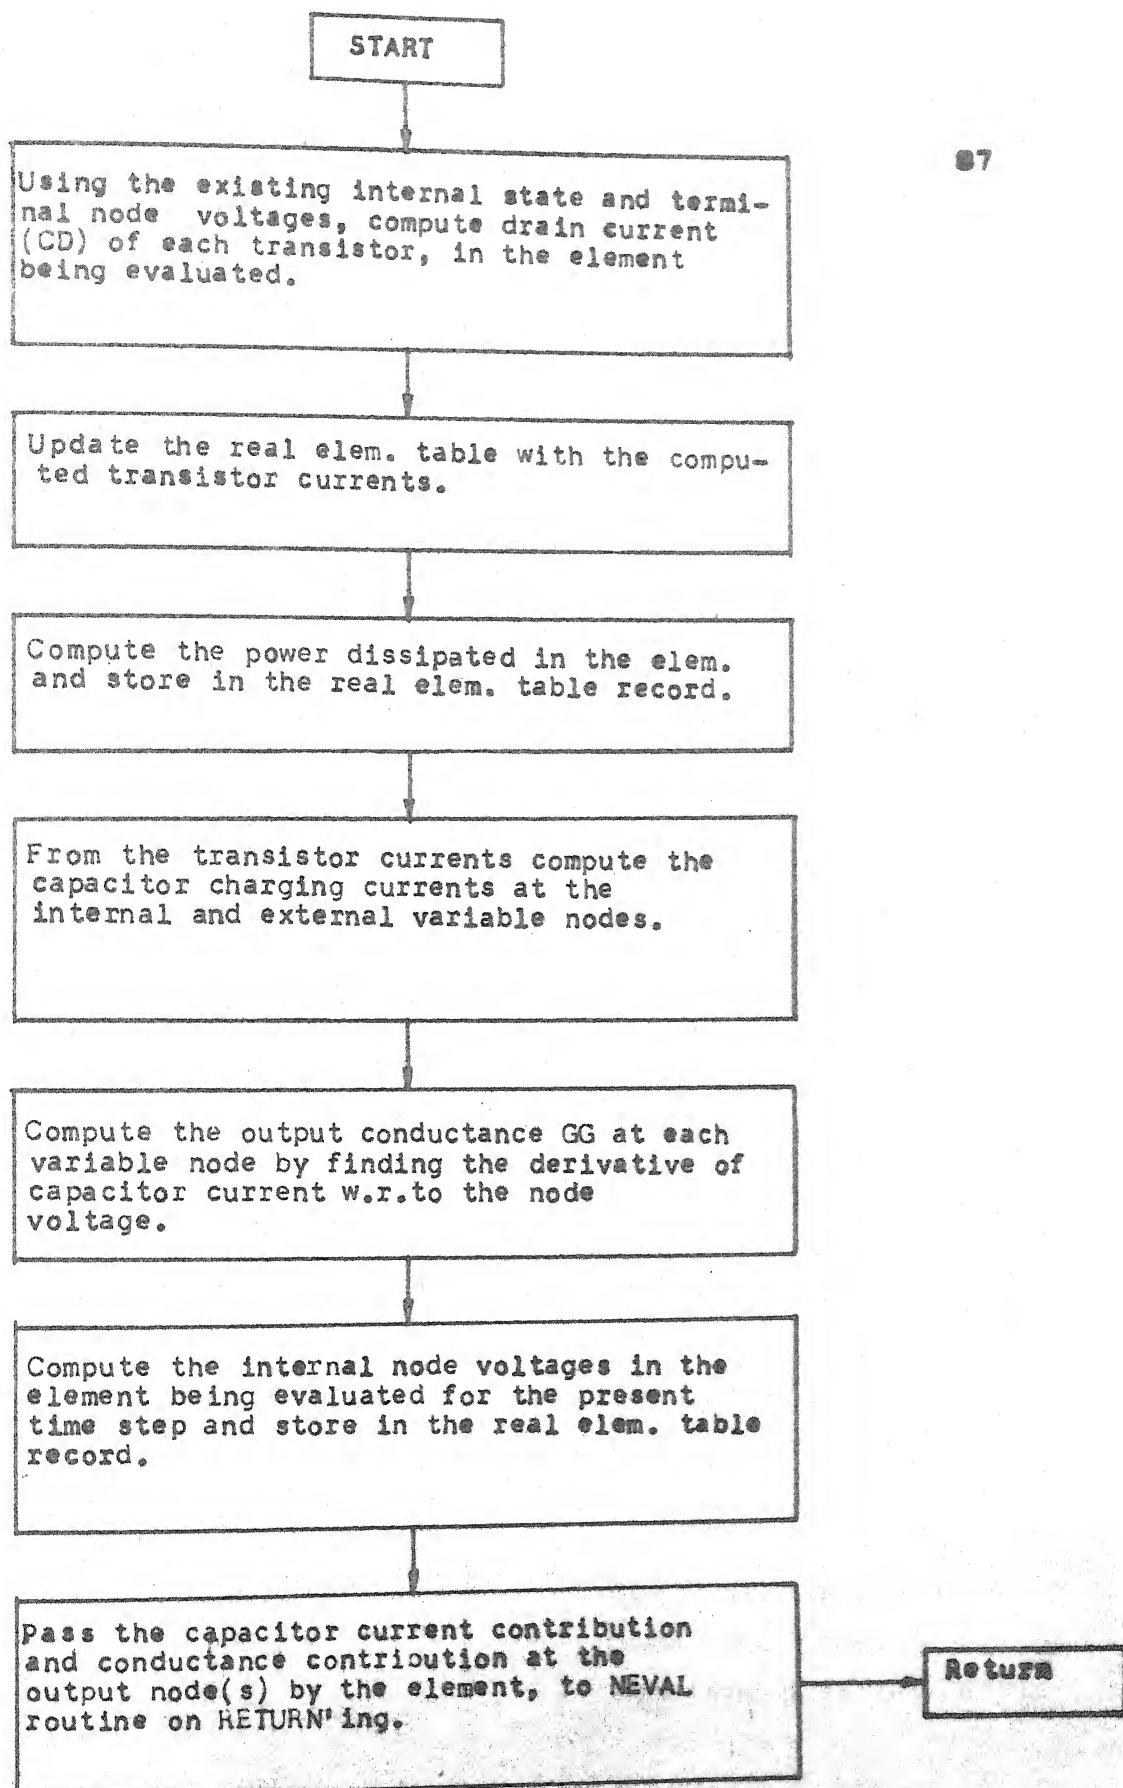 START
87
Using the existing internal state and termi-
nal node voltages, compute drain current
(CD) of each transistor, in the element
being evaluated.
Update the real elem. table with the compu-
ted transistor currents.
Compute the power dissipated in the elem.
and store in the real elem. table record.
From the transistor currents compute the
capacitor charging currents at the
internal and external variable nodes.
Compute the output conductance GG at each
variable node by finding the derivative of
capacitor current w.r.to the node
voltage.
Compute the internal node voltages in the
element being evaluated for the present
time step and store in the real elem. table
record.
Pass the capacitor current contribution
and conductance contribution at the
output node(s) by the element, to NEVAL
routine on RETURN'ing.
Return